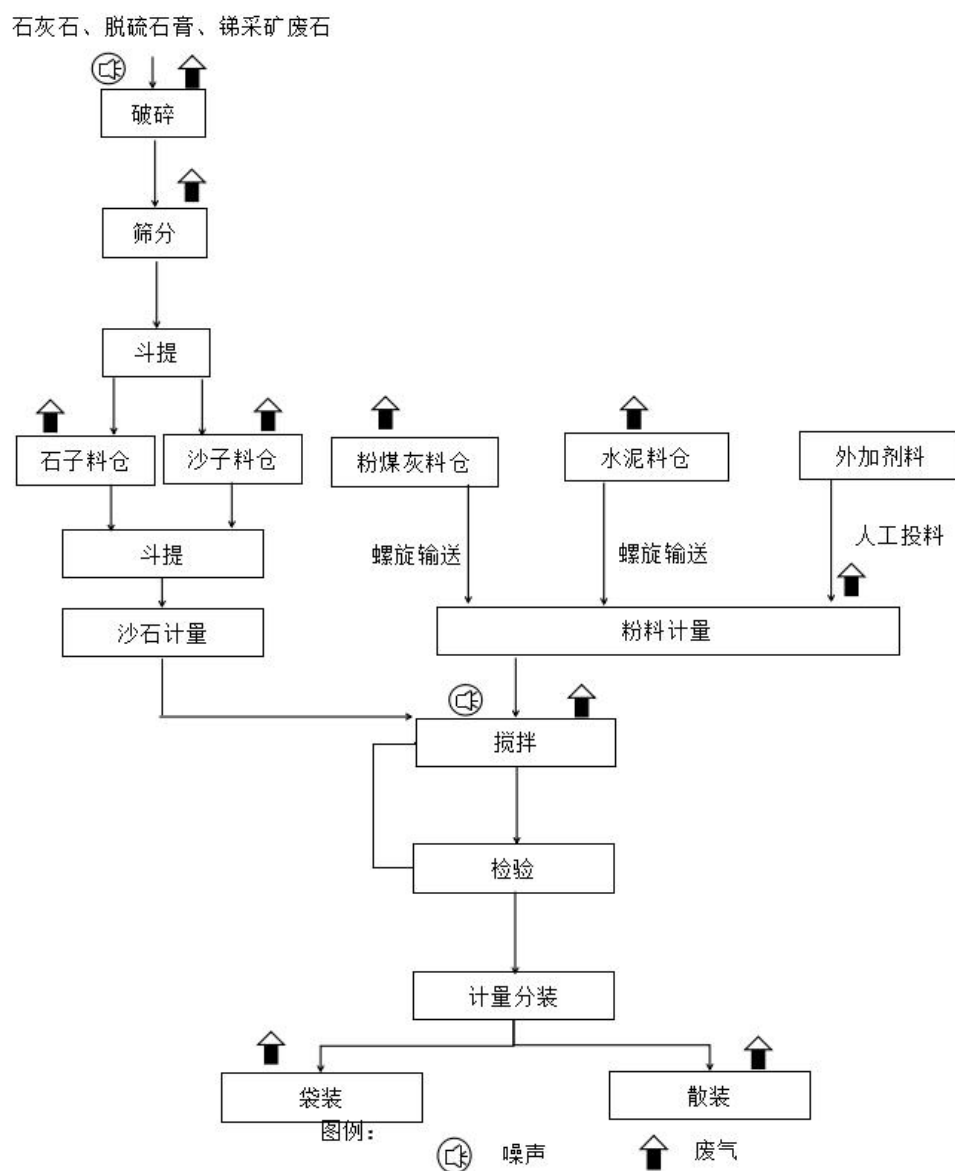 石灰石、脱硫石膏、锑采矿废石
破碎
筛分
斗提
石子料仓
沙子料仓
粉煤灰料仓
水泥料仓
外加剂料
人工投料
斗提
螺旋输送
螺旋输送
沙石计量
粉料计量
搅拌
检验
计量分装
袋装
散装
图例：
噪声
废气